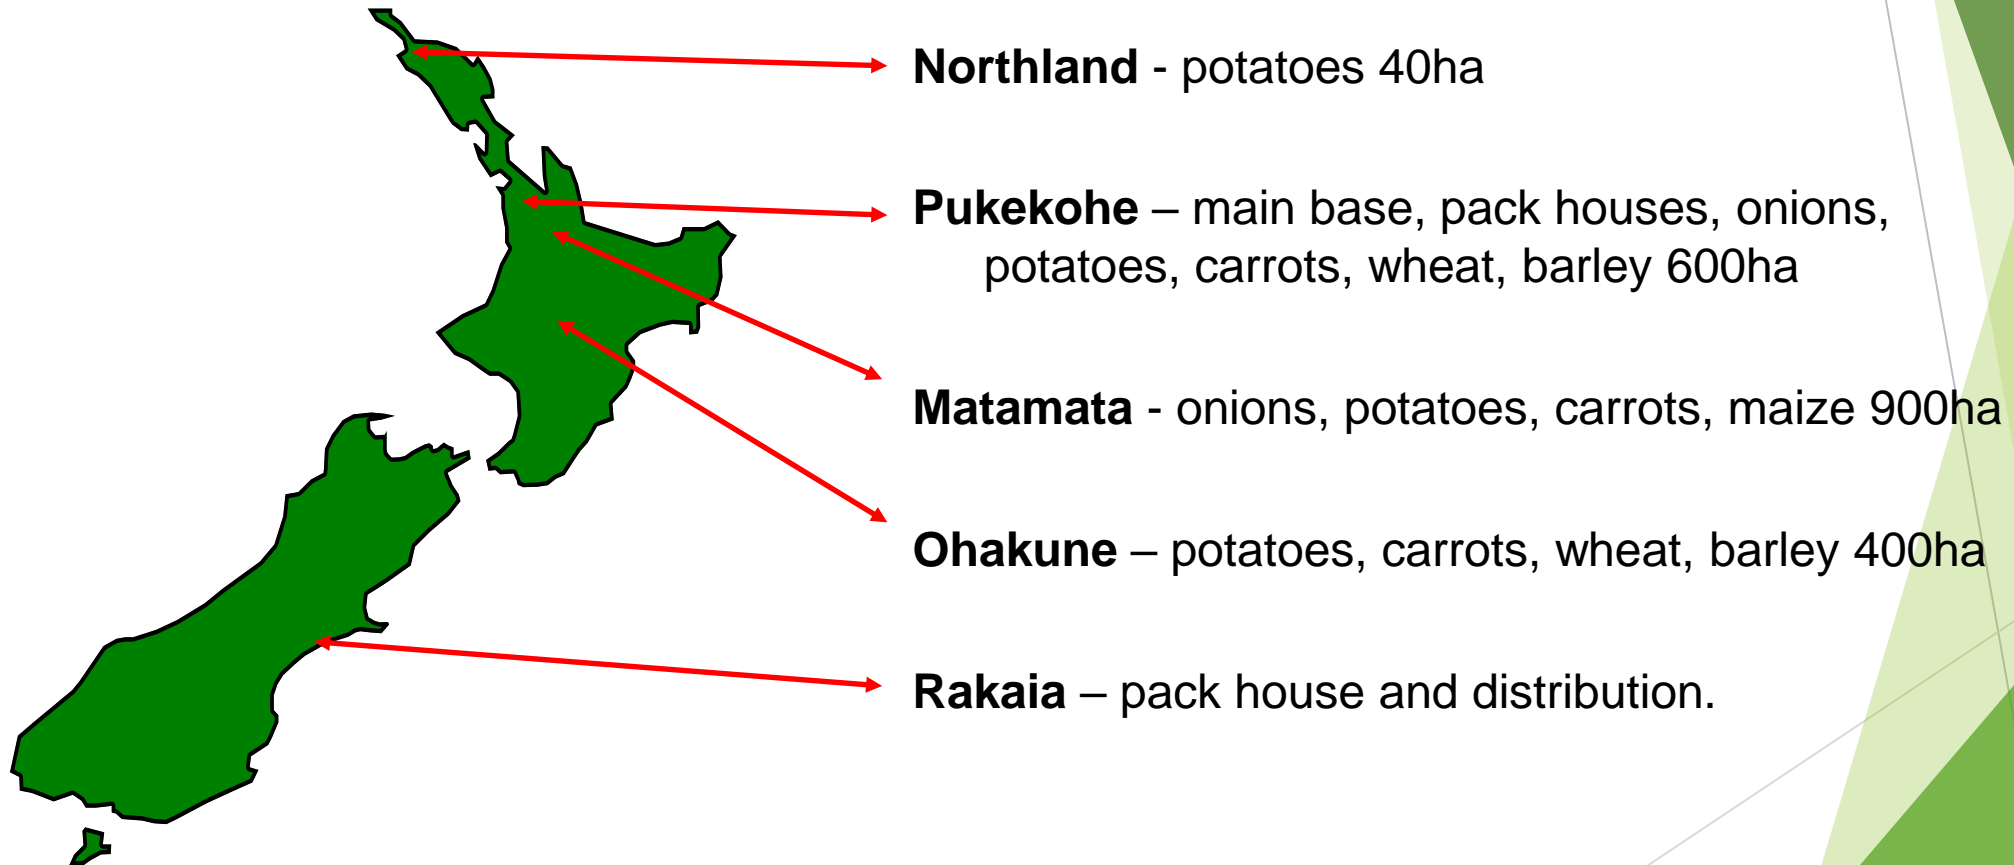 Northland - potatoes 40ha
Pukekohe – main base, pack houses, onions,
potatoes, carrots, wheat, barley 600ha
Matamata - onions, potatoes, carrots, maize 900ha
Ohakune – potatoes, carrots, wheat, barley 400ha
Rakaia – pack house and distribution.